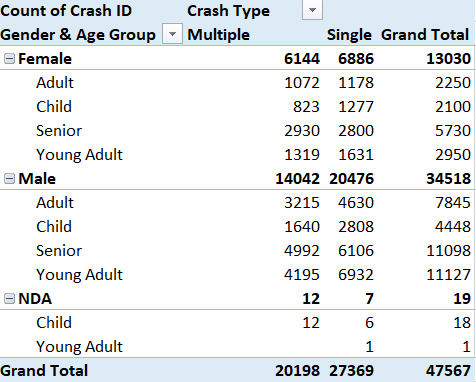 Count of Crash ID Crash Type
Gender & Age Group Multiple Single Grand Total
Female 6144 6886 13030
Adult 1072 1178 2250
Child 823 1277 2100
Senior 2930 2800 5730
Young Adult 1319 1631 2950
Male 14042 20476 34518
Adult 3215 4630 7845
Child 1640 2808 4448
Senior 4992 6106 11098
Young Adult 4195 6932 11127
NDA 12 7 19
Child 12 6 18
Young Adult 1 1
Grand Total 20198 27369 47567